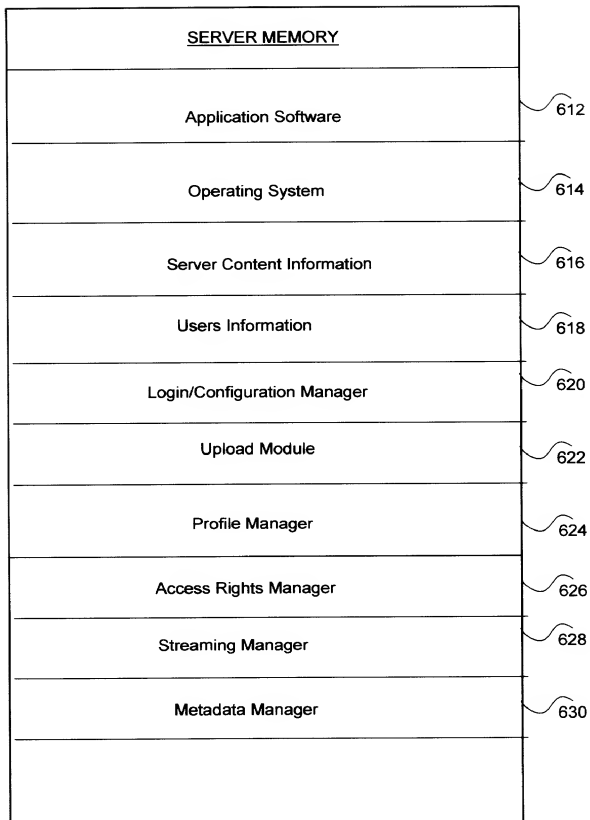 SERVER MEMORY
Application Software
612
Operating System
614
Server Content Information
616
Users Information
618
Login/Configuration Manager
620
Upload Module
622
Profile Manager
624
Access Rights Manager
626
Streaming Manager
628
Metadata Manager
630